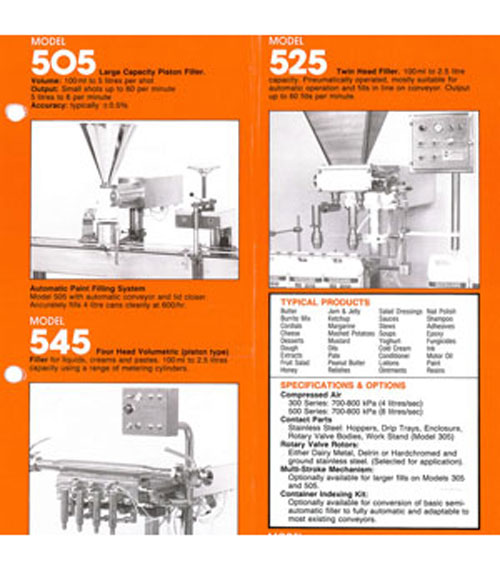 MODEL
505 Large Capacity Piston Filler.
Volume: 100 ml to 5 litres per shot.
Output: Small shots up to 60 per minute
5 litres to 6 per minute
Accuracy: typically ±0.5%
Automatic Paint Filling System
Model 505 with automatic conveyor and lid closer.
Accurately fills 4 litre cans cleanly at 600/hr.
MODEL
545 Four Head Volumetric (piston type)
Filler for liquids, creams and pastes. 100 ml to 2.5 litres
capacity using a range of metering cylinders.
MODEL
525 Twin Head Filler. 100 ml to 2.5 litre
capacity. Pneumatically operated, mostly suitable for
automatic operation and fills in line on conveyor. Output
up to 60 fills per minute.
TYPICAL PRODUCTS
Butter Jam & Jelly Salad Dressings Nail Polish
Burrito Mix Ketchup Sauces Shampoo
Cordials Margarine Stews Adhesives
Cheese Mashed Potatoes Soups Epoxy
Desserts Mustard Yoghurt Fungicides
Dough Oils Cold Cream Ink
Extracts Pate Conditioner Motor Oil
Fruit Salad Peanut Butter Lotions Paint
Honey Relishes Ointments Resins
SPECIFICATIONS & OPTIONS
Compressed Air
300 Series: 700-800 kPa (4 litres/sec)
500 Series: 700-800 kPa (8 litres/sec)
Contact Parts
Stainless Steel: Hoppers, Drip Trays, Enclosure,
Rotary Valve Bodies, Work Stand (Model 305)
Rotary Valve Rotors:
Either Dairy Metal, Delrin or Hardchromed and
ground stainless steel. (Selected for application).
Multi-Stroke Mechanism:
Optionally available for larger fills on Models 305
and 505.
Container Indexing Kit:
Optionally available for conversion of basic semi-
automatic filler to fully automatic and adaptable to
most existing conveyors.